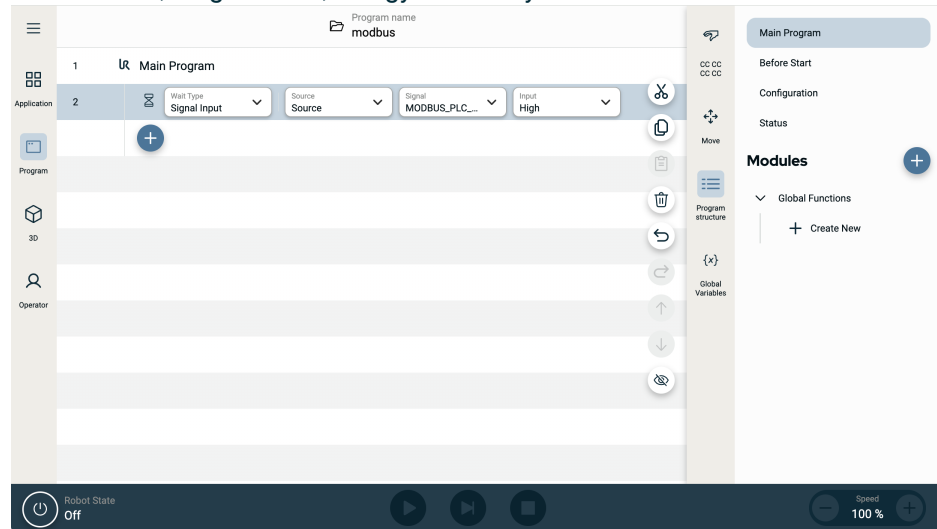 Program name
modbus
Application
Program
3D
Operator
1 Main Program
2
Wait Type
Signal Input
Source
Source
Signal
MODBUS_PLC_...
Input
High
CC CC
CC CC
Move
Program
structure
{x}
Global
Variables
Main Program
Before Start
Configuration
Status
Modules
Global Functions
Create New
Robot State
Off
Speed
100 %